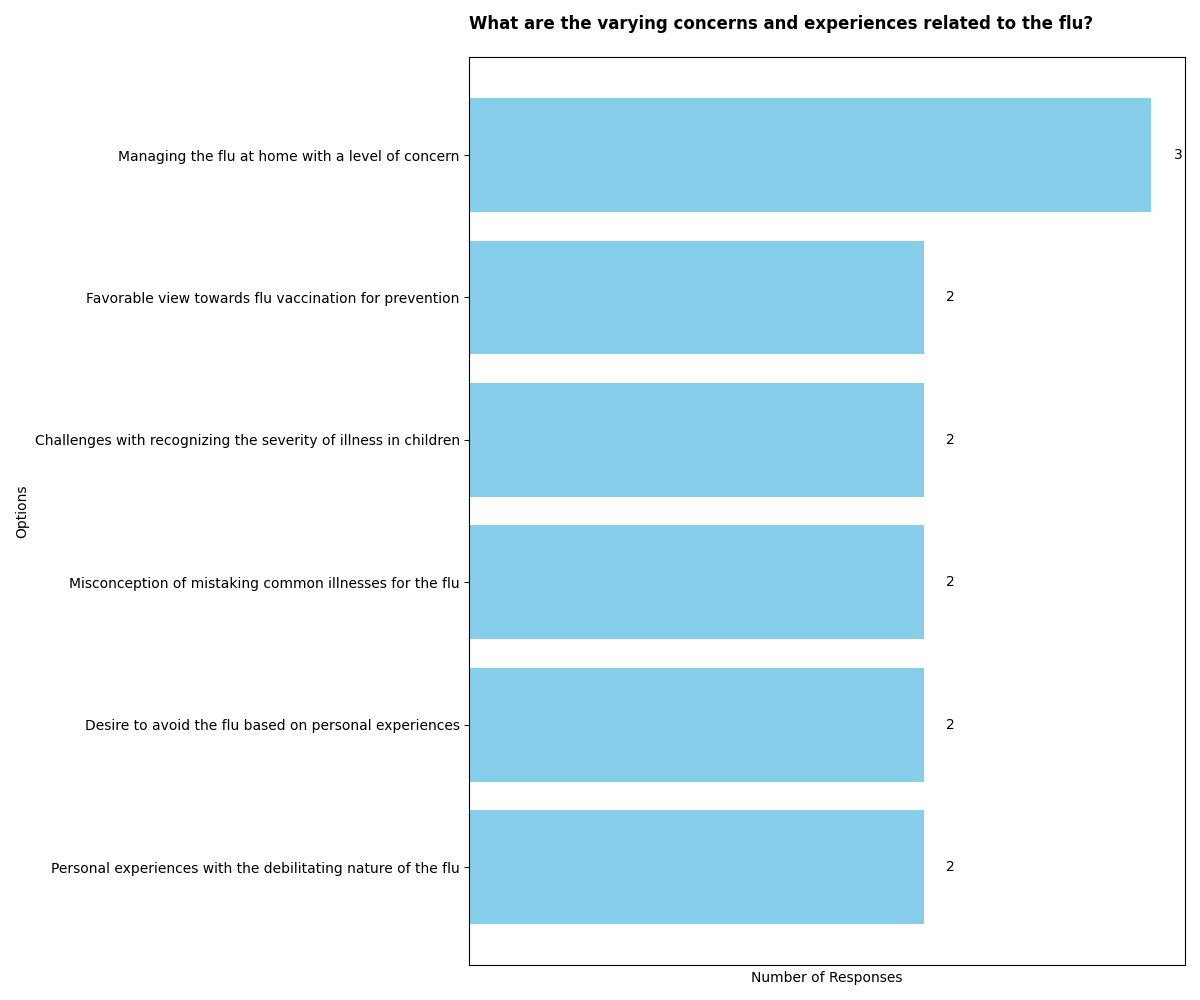 What are the varying concerns and experiences related to the flu?
Managing the flu at home with a level of concern
3
Favorable view towards flu vaccination for prevention
2
Challenges with recognizing the severity of illness in children
2
Misconception of mistaking common illnesses for the flu
2
Desire to avoid the flu based on personal experiences
2
Personal experiences with the debilitating nature of the flu
2
Options
Number of Responses